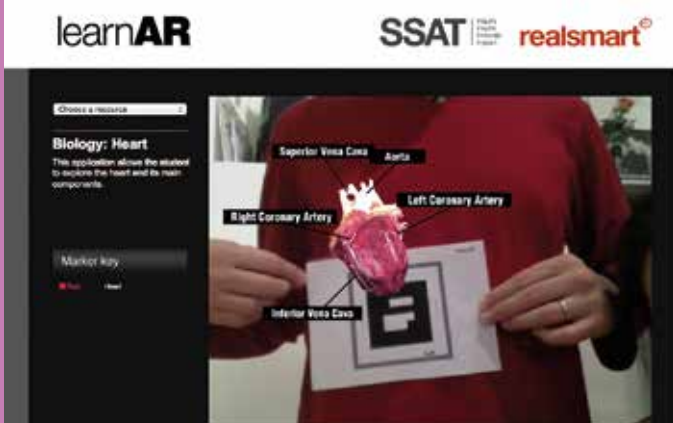 learnAR
SSAT
realsmart
Choose a resource
Biology: Heart
This application allows the student
to explore the heart and its main
components.
Marker key
Heart
Superior Vena Cava
Aorta
Left Coronary Artery
Right Coronary Artery
Inferior Vena Cava